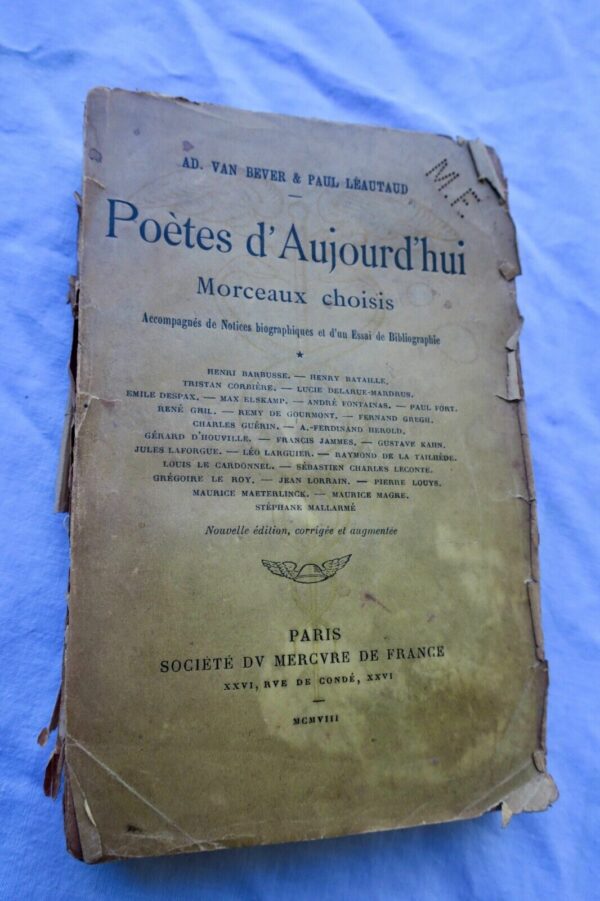 AD. VAN BEVER & PAUL LÉAUTAUD
M.F.
Poètes d'Aujourd'hui
Morceaux choisis
Accompagnés de Notices biographiques et d'un Essai de Bibliographie
*
HENRI BARBUSSE. — HENRY BATAILLE.
TRISTAN CORBIÈRE. — LUCIE DELARUE-MARDRUS.
EMILE DESPAX. — MAX ELSKAMP. — ANDRÉ FONTAINAS. — PAUL FORT.
RENÉ GHIL. — REMY DE GOURMONT. — FERNAND GREGH.
CHARLES GUÉRIN. — A.-FERDINAND HEROLD.
GÉRARD D'HOUVILLE. — FRANCIS JAMMES. — GUSTAVE KAHN.
JULES LAFORGUE. — LÉO LARGUIER. — RAYMOND DE LA TAILHÈDE.
LOUIS LE CARDONNEL. — SÉBASTIEN CHARLES LECONTE.
GRÉGOIRE LE ROY. — JEAN LORRAIN. — PIERRE LOUYS.
MAURICE MAETERLINCK. — MAURICE MAGRE.
STÉPHANE MALLARMÉ
Nouvelle édition, corrigée et augmentée
PARIS
SOCIÉTÉ DV MERCVRE DE FRANCE
XXVI, RVE DE CONDÉ, XXVI
MCMVIII